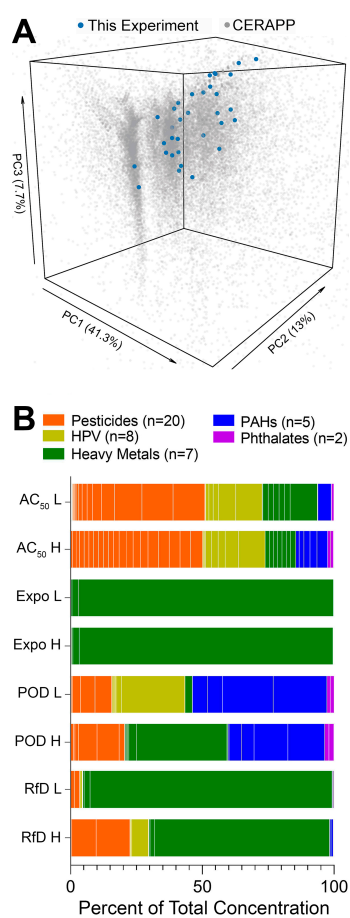 A
This Experiment CERAPP
PC3 (7.7%)
PC1 (41.3%)
PC2 (13%)
B
Pesticides (n=20) PAHs (n=5)
HPV (n=8) Phthalates (n=2)
Heavy Metals (n=7)
AC50 L
AC50 H
Expo L
Expo H
POD L
POD H
RfD L
RfD H
0 50 100
Percent of Total Concentration